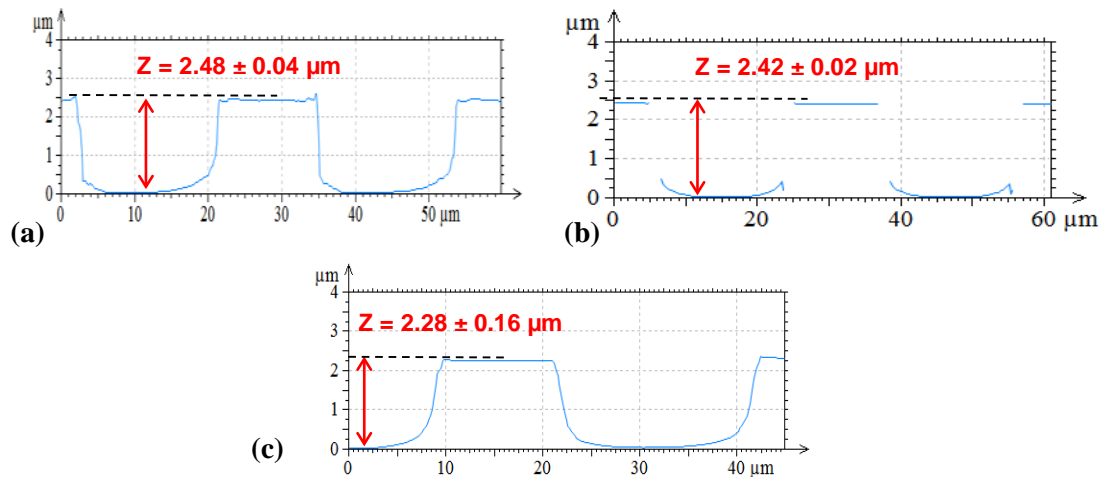 µm
4
Z = 2.48 ± 0.04 µm
3
2
1
0
0 10 20 30 40 50 µm
(a)
µm
4
Z = 2.42 ± 0.02 µm
3
2
1
0
0 20 40 60 µm
(b)
µm
4
Z = 2.28 ± 0.16 µm
3
2
1
0
0 10 20 30 40 µm
(c)